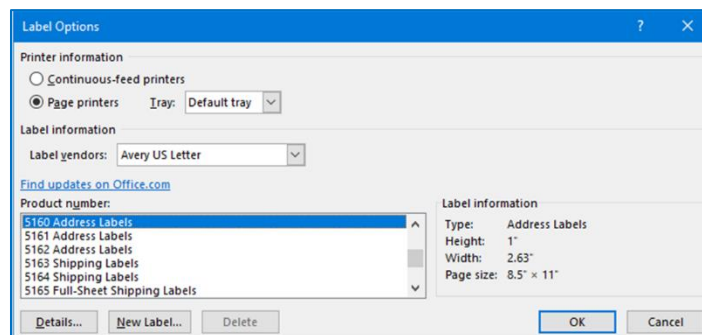 Label Options ? ×
Printer information
Continuous-feed printers
Page printers Tray: Default tray
Label information
Label vendors: Avery US Letter
Find updates on Office.com
Product number:
5160 Address Labels
5161 Address Labels
5162 Address Labels
5163 Shipping Labels
5164 Shipping Labels
5165 Full-Sheet Shipping Labels
Label information
Type: Address Labels
Height: 1"
Width: 2.63"
Page size: 8.5" × 11"
Details... New Label... Delete OK Cancel